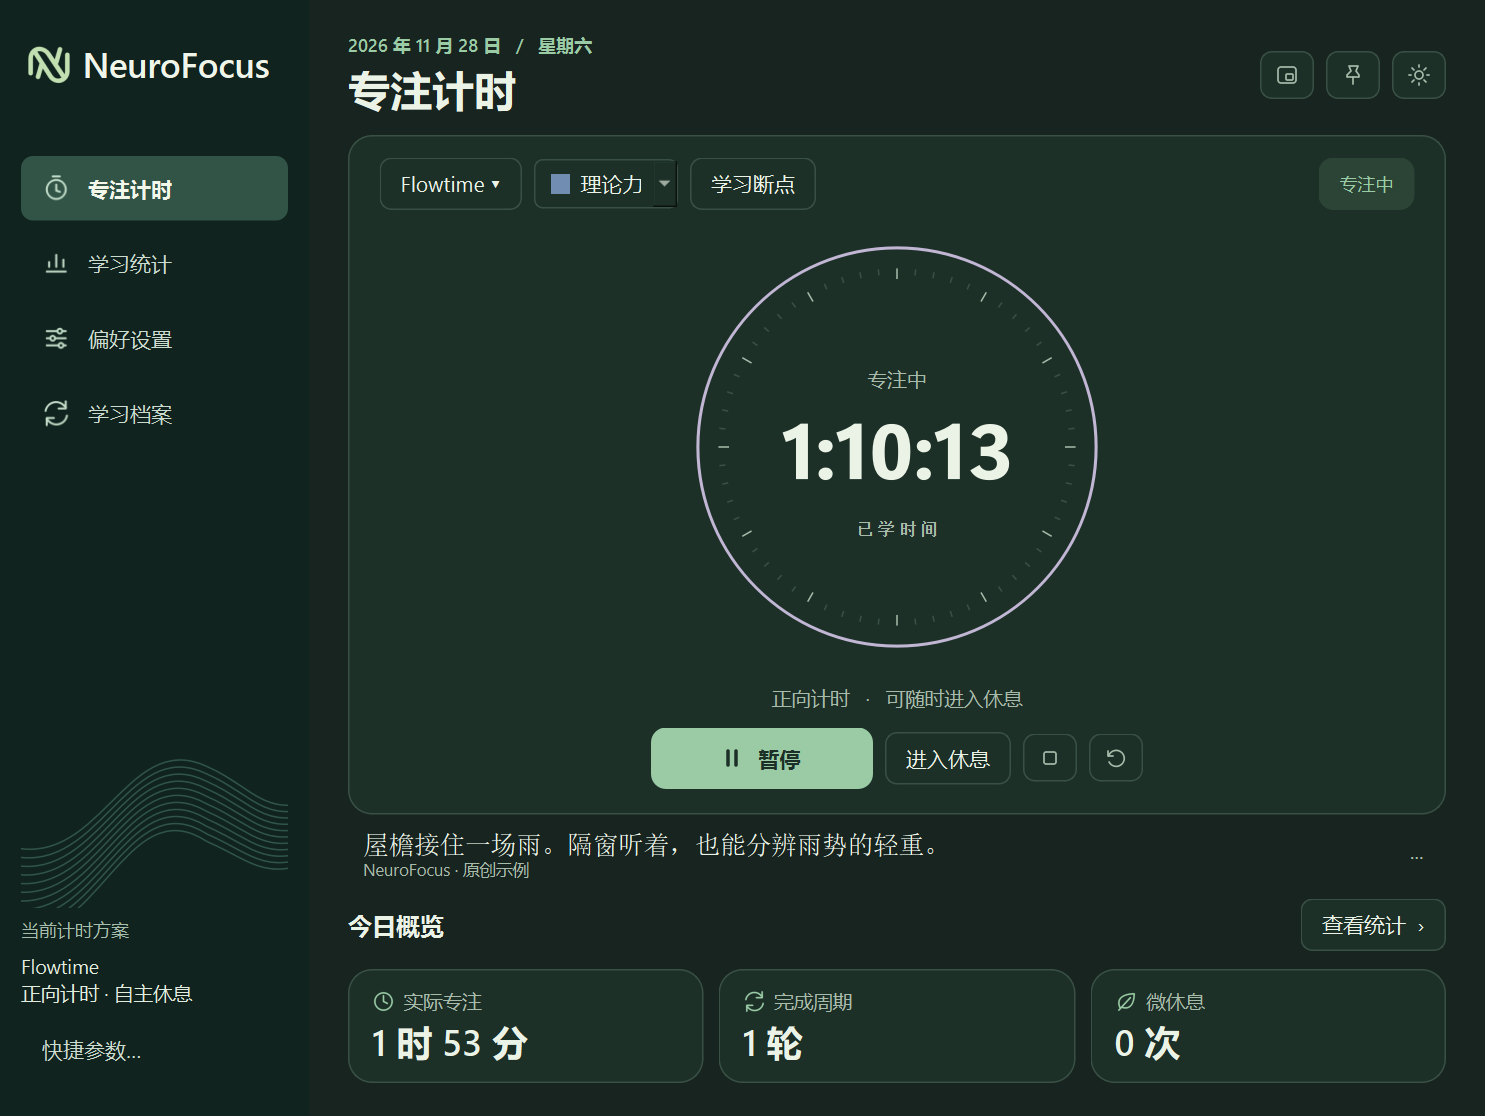 NeuroFocus
专注计时
学习统计
偏好设置
学习档案
当前计时方案
Flowtime
正向计时 · 自主休息
快捷参数...
2026 年 11 月 28 日 / 星期六
专注计时
Flowtime ▾
理论力
学习断点
专注中
专注中
1:10:13
已学时间
正向计时 · 可随时进入休息
暂停
进入休息
屋檐接住一场雨。隔窗听着，也能分辨雨势的轻重。
NeuroFocus · 原创示例
...
今日概览
查看统计 ›
实际专注
1 时 53 分
完成周期
1 轮
微休息
0 次